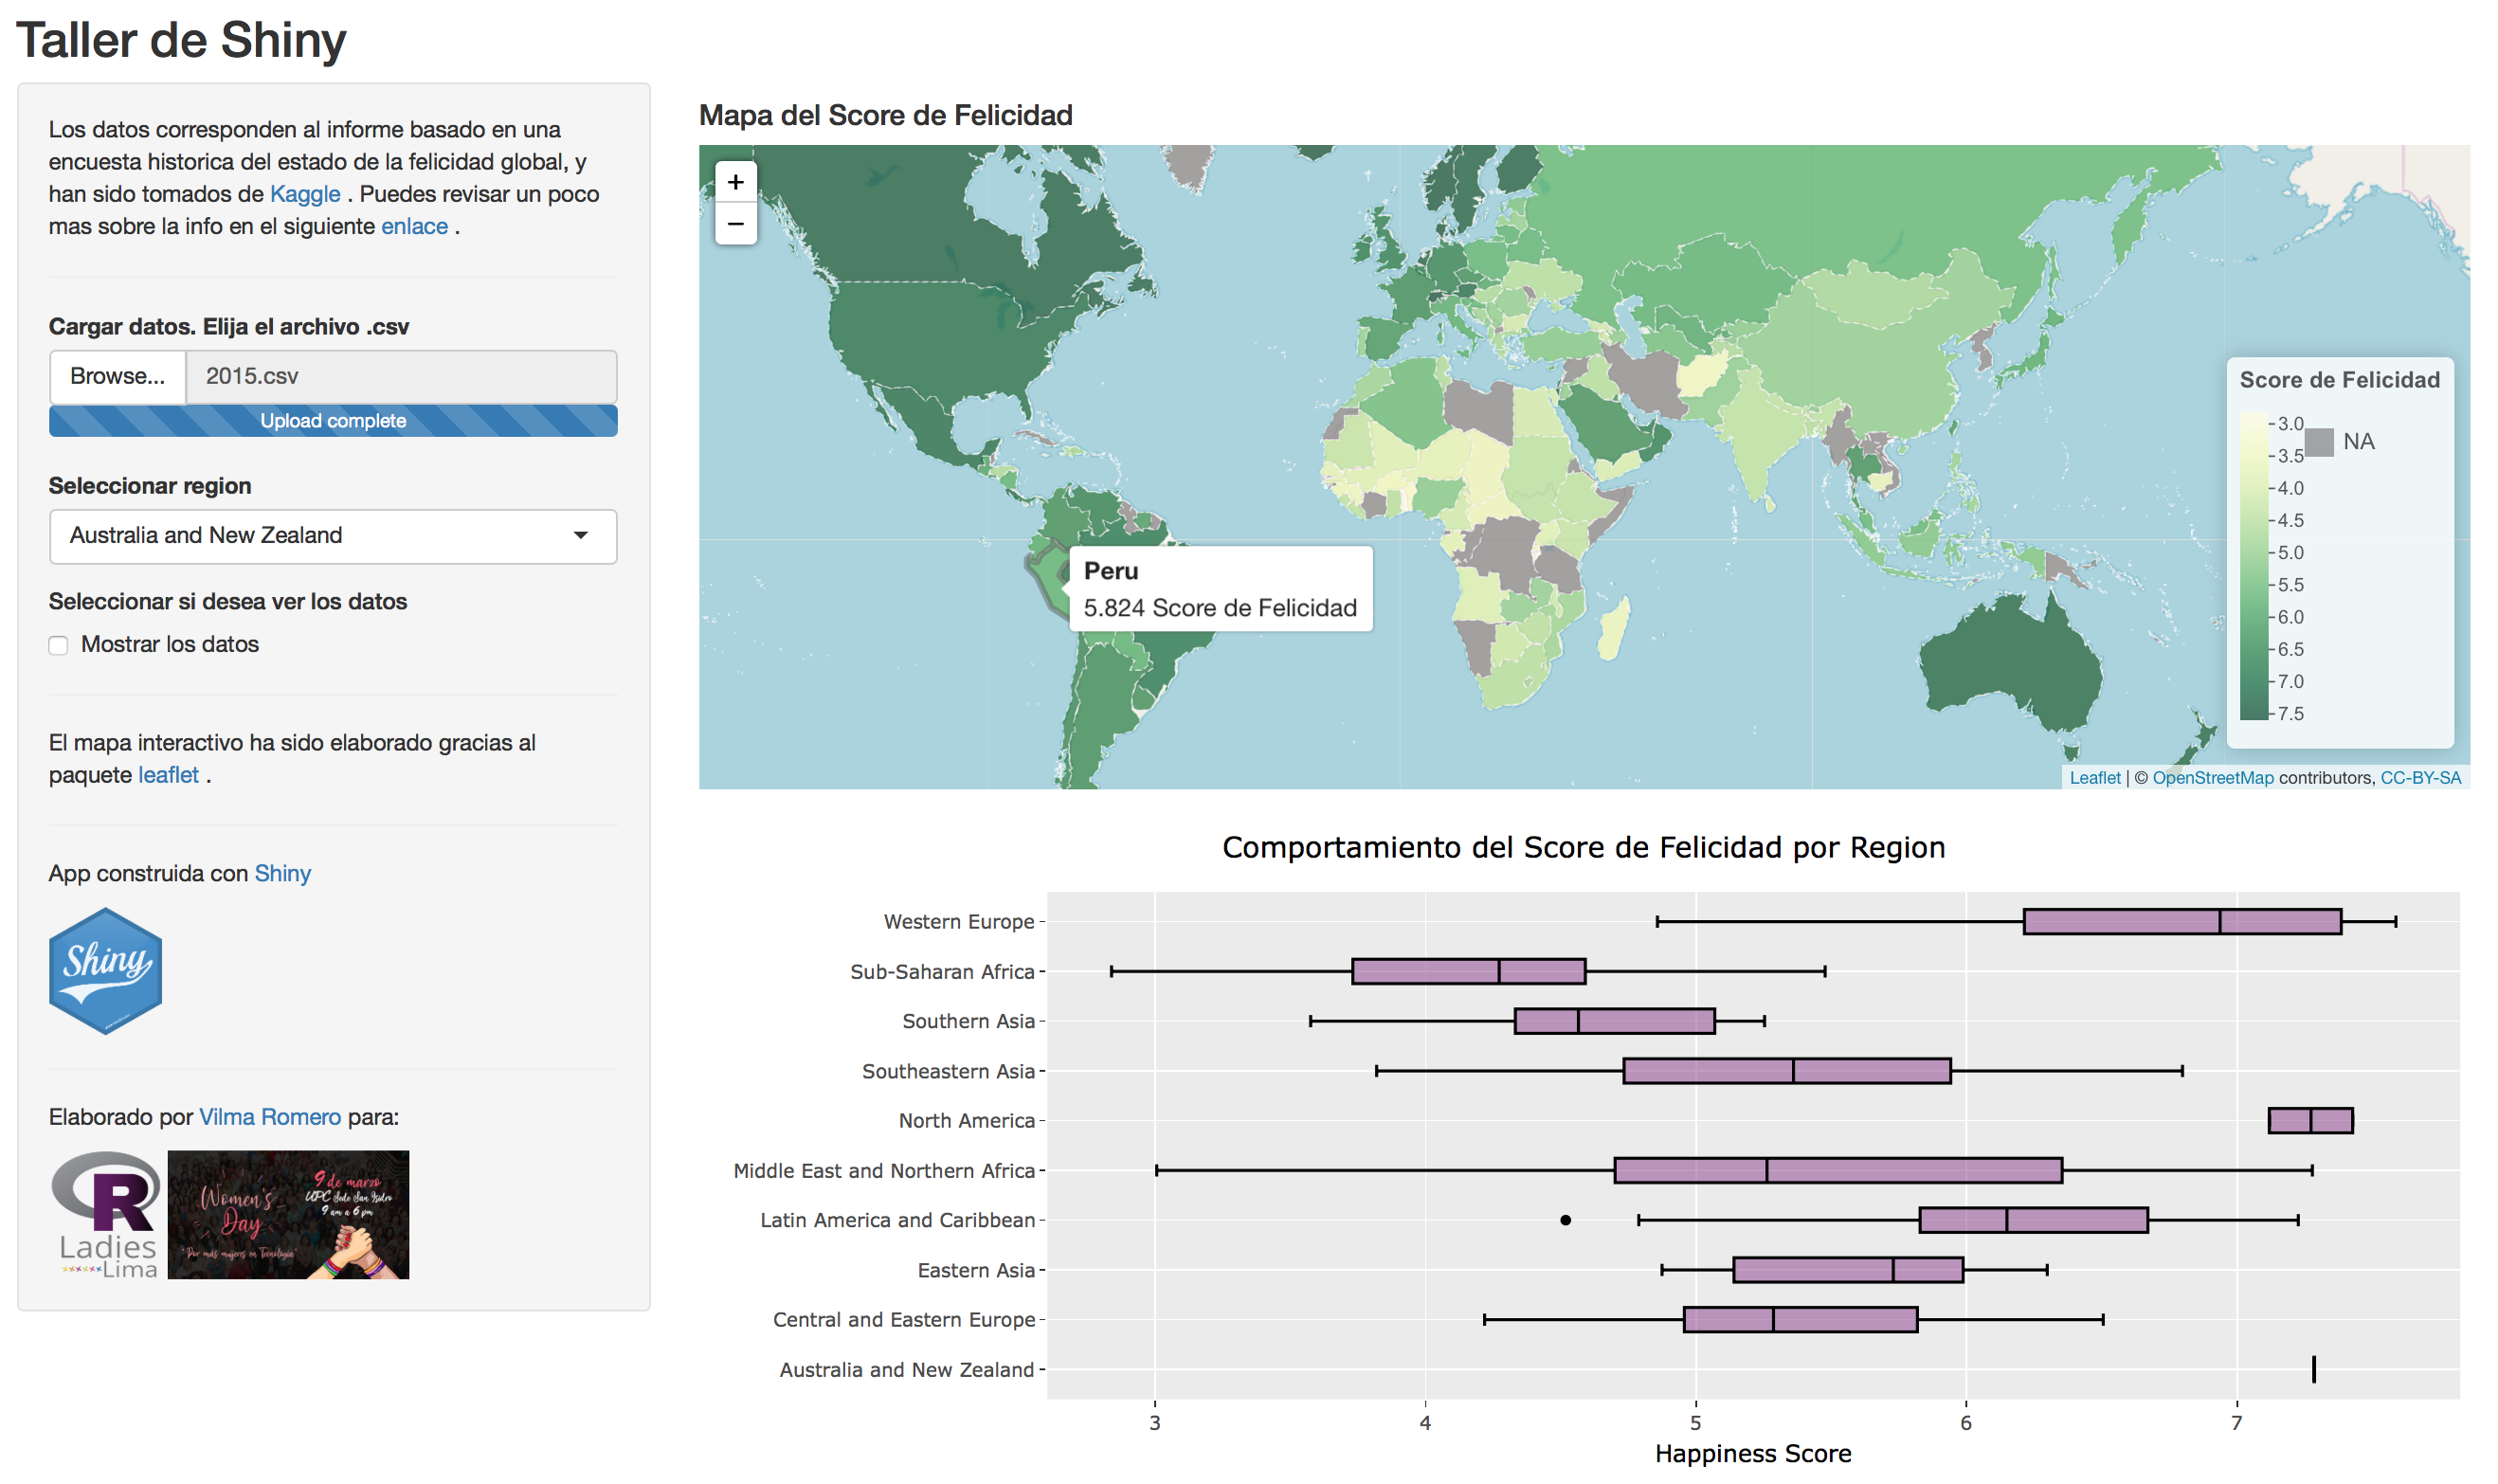 Taller de Shiny
Los datos corresponden al informe basado en una
encuesta historica del estado de la felicidad global, y
han sido tomados de Kaggle . Puedes revisar un poco
mas sobre la info en el siguiente enlace .
Cargar datos. Elija el archivo .csv
Browse...
2015.csv
Upload complete
Seleccionar region
Australia and New Zealand
Seleccionar si desea ver los datos
Mostrar los datos
El mapa interactivo ha sido elaborado gracias al
paquete leaflet .
App construida con Shiny
Shiny
Elaborado por Vilma Romero para:
R
Ladies
Lima
Women's
Day
"Por más mujeres en Tecnología"
9 de marzo
UPC Sede San Isidro
9 am a 6 pm
Mapa del Score de Felicidad
+
−
Peru
5.824 Score de Felicidad
Score de Felicidad
3.0
3.5
4.0
4.5
5.0
5.5
6.0
6.5
7.0
7.5
NA
Leaflet | © OpenStreetMap contributors, CC-BY-SA
Comportamiento del Score de Felicidad por Region
Western Europe
Sub-Saharan Africa
Southern Asia
Southeastern Asia
North America
Middle East and Northern Africa
Latin America and Caribbean
Eastern Asia
Central and Eastern Europe
Australia and New Zealand
3 4 5 6 7
Happiness Score